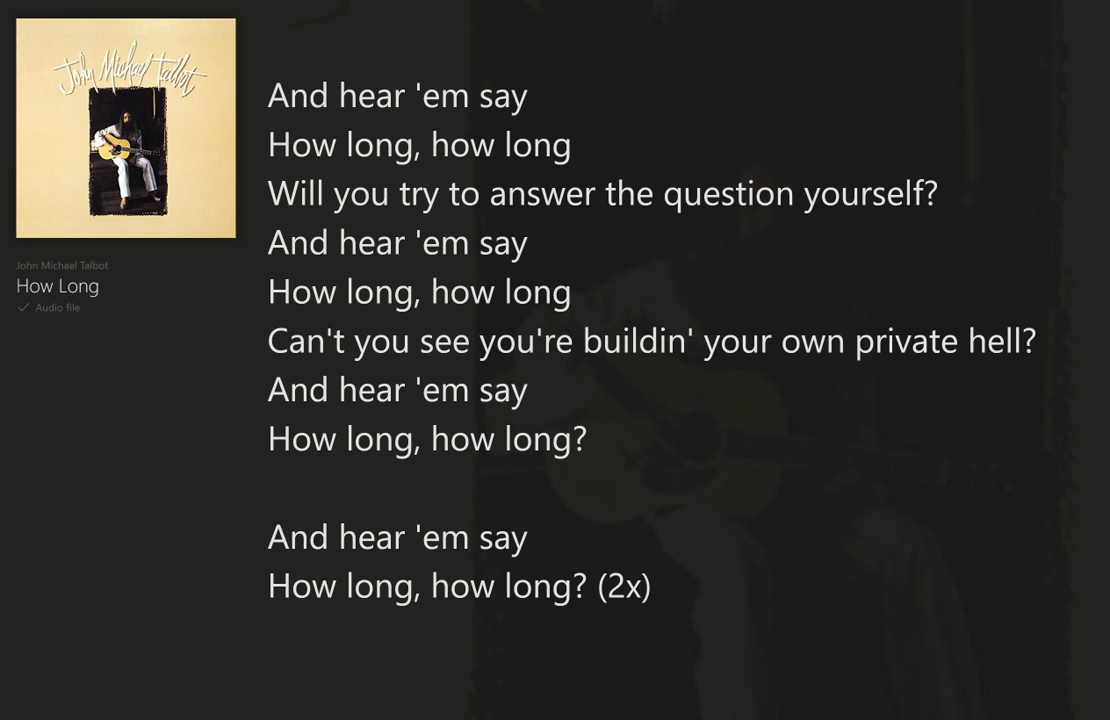 John Michael Talbot
John Michael Talbot
How Long
Audio file
And hear 'em say
How long, how long
Will you try to answer the question yourself?
And hear 'em say
How long, how long
Can't you see you're buildin' your own private hell?
And hear 'em say
How long, how long?
And hear 'em say
How long, how long? (2x)